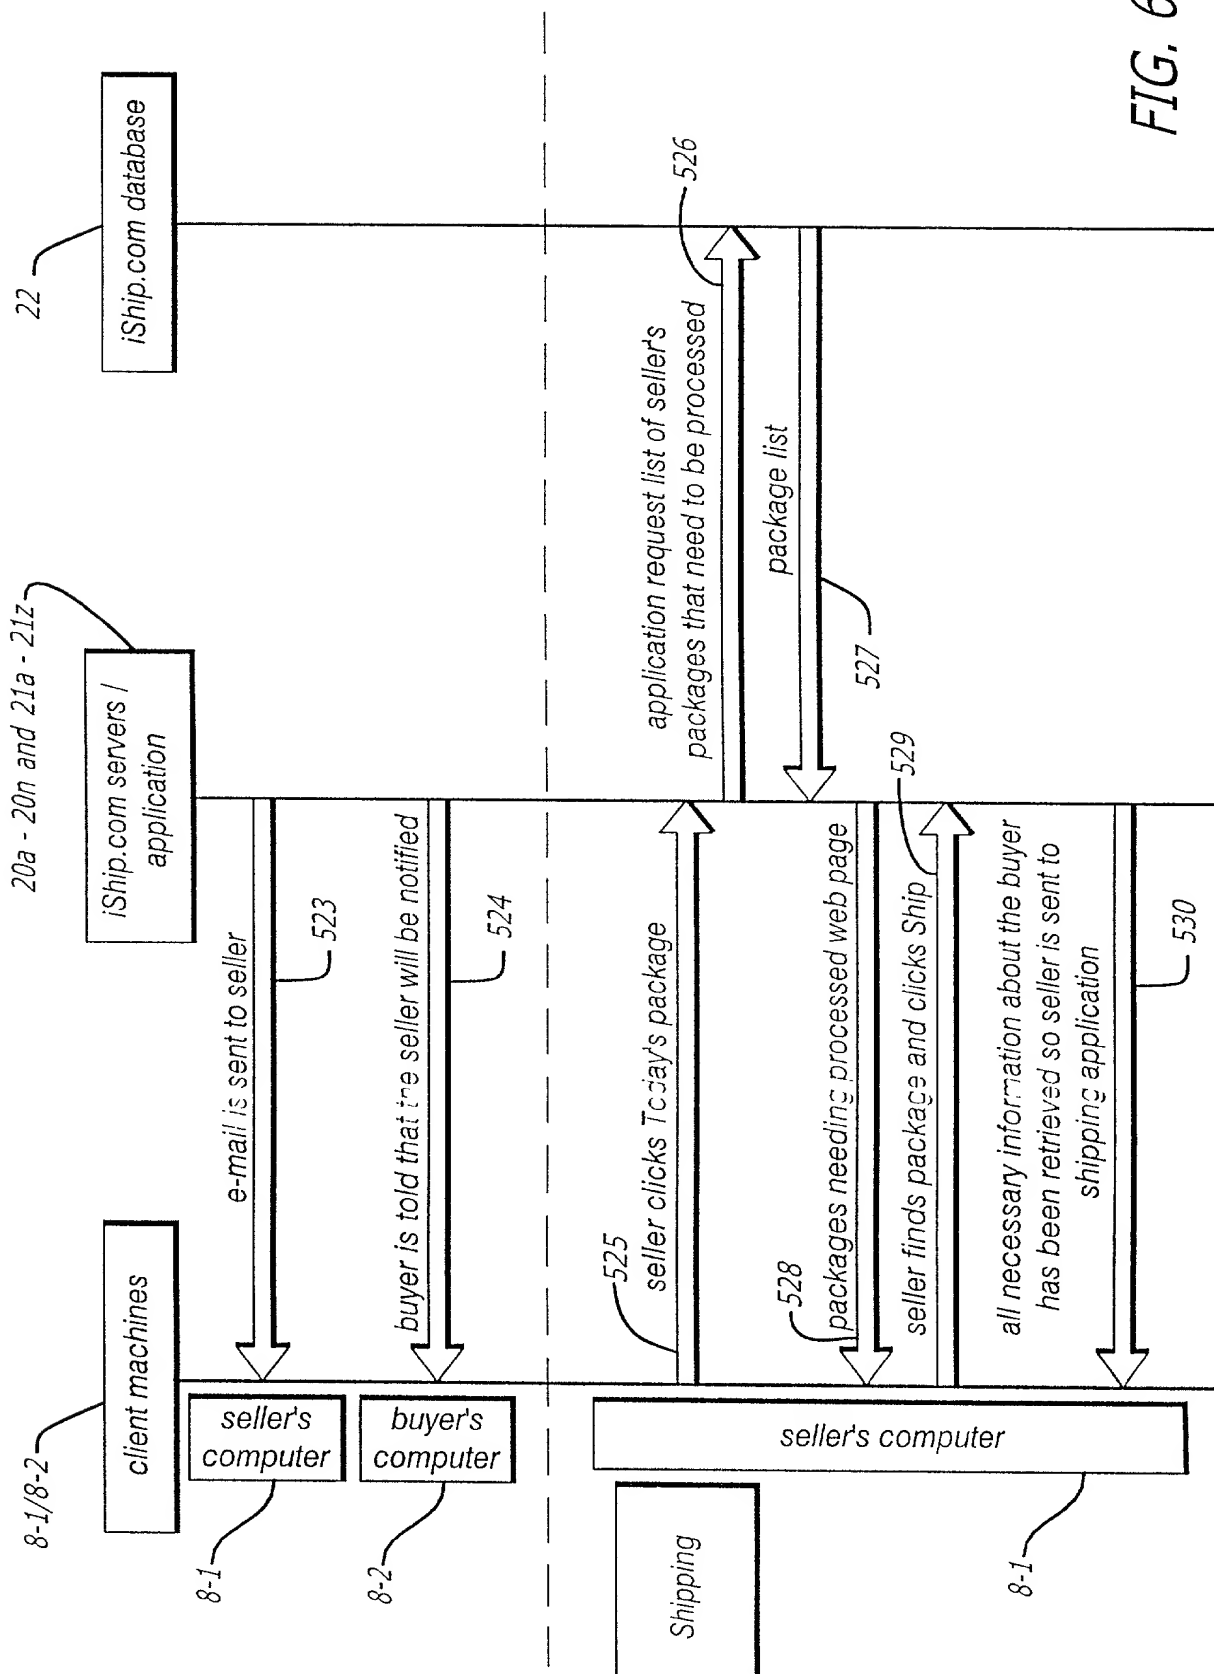 8-1/8-2
20a - 20n and 21a - 21z
22
client machines
iShip.com servers /
application
iShip.com database
8-1
seller's
computer
e-mail is sent to seller
523
8-2
buyer's
computer
buyer is told that the seller will be notified
524
Shipping
seller's computer
8-1
525
seller clicks Today's package
application request list of seller's
packages that need to be processed
526
package list
527
528
packages needing processed web page
seller finds package and clicks Ship
529
all necessary information about the buyer
has been retrieved so seller is sent to
shipping application
530
FIG. 6